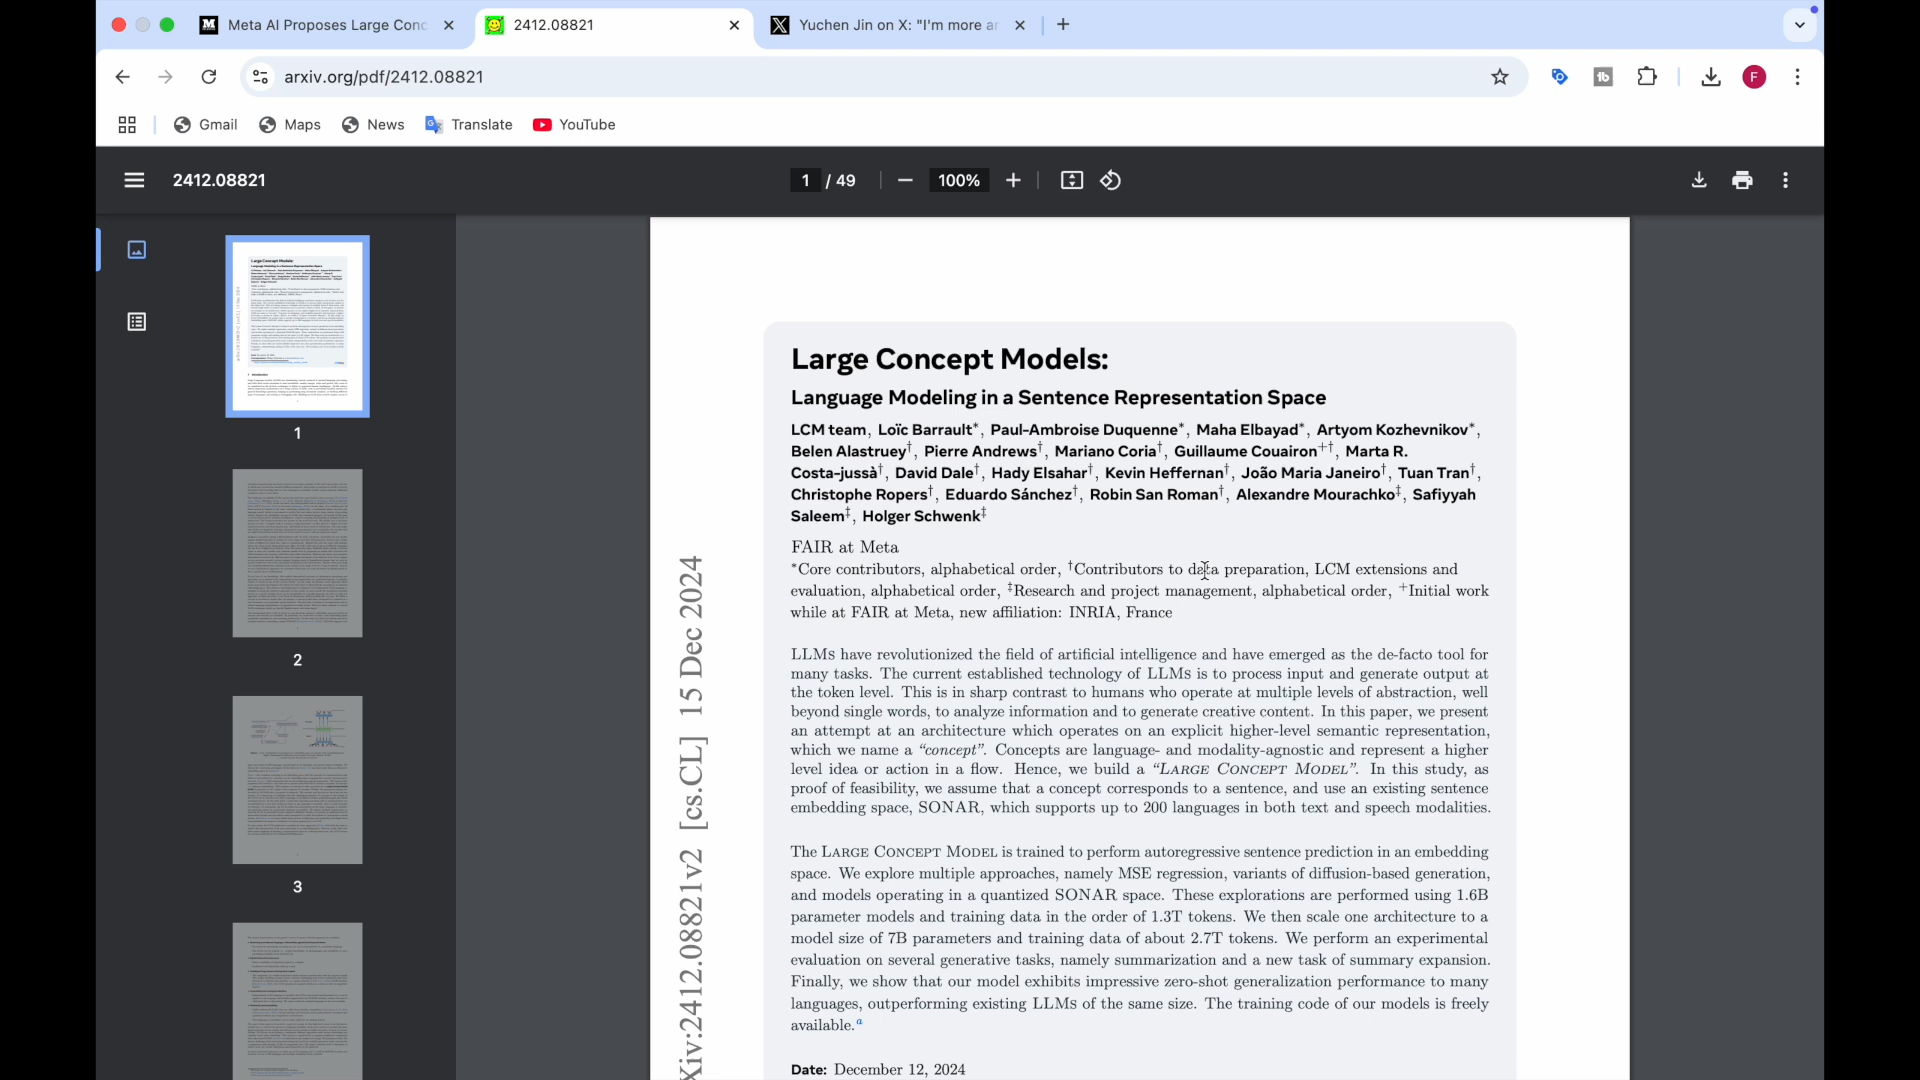 Meta AI Proposes Large Conc
2412.08821
Yuchen Jin on X: "I'm more a
arxiv.org/pdf/2412.08821
F
Gmail
Maps
News
Translate
YouTube
2412.08821
1 / 49
100%
1
2
3
Large Concept Models:
Language Modeling in a Sentence Representation Space
LCM team, Loïc Barrault*, Paul-Ambroise Duquenne*, Maha Elbayad*, Artyom Kozhevnikov*,
Belen Alastruey†, Pierre Andrews†, Mariano Coria†, Guillaume Couairon+†, Marta R.
Costa-jussà†, David Dale†, Hady Elsahar†, Kevin Heffernan†, João Maria Janeiro†, Tuan Tran†,
Christophe Ropers†, Eduardo Sánchez†, Robin San Roman†, Alexandre Mourachko‡, Safiyyah
Saleem‡, Holger Schwenk‡
FAIR at Meta
*Core contributors, alphabetical order, †Contributors to data preparation, LCM extensions and
evaluation, alphabetical order, ‡Research and project management, alphabetical order, +Initial work
while at FAIR at Meta, new affiliation: INRIA, France
LLMs have revolutionized the field of artificial intelligence and have emerged as the de-facto tool for
many tasks. The current established technology of LLMs is to process input and generate output at
the token level. This is in sharp contrast to humans who operate at multiple levels of abstraction, well
beyond single words, to analyze information and to generate creative content. In this paper, we present
an attempt at an architecture which operates on an explicit higher-level semantic representation,
which we name a “concept”. Concepts are language- and modality-agnostic and represent a higher
level idea or action in a flow. Hence, we build a “LARGE CONCEPT MODEL”. In this study, as
proof of feasibility, we assume that a concept corresponds to a sentence, and use an existing sentence
embedding space, SONAR, which supports up to 200 languages in both text and speech modalities.
The LARGE CONCEPT MODEL is trained to perform autoregressive sentence prediction in an embedding
space. We explore multiple approaches, namely MSE regression, variants of diffusion-based generation,
and models operating in a quantized SONAR space. These explorations are performed using 1.6B
parameter models and training data in the order of 1.3T tokens. We then scale one architecture to a
model size of 7B parameters and training data of about 2.7T tokens. We perform an experimental
evaluation on several generative tasks, namely summarization and a new task of summary expansion.
Finally, we show that our model exhibits impressive zero-shot generalization performance to many
languages, outperforming existing LLMs of the same size. The training code of our models is freely
available.a
Date: December 12, 2024
Xiv:2412.08821v2 [cs.CL] 15 Dec 2024